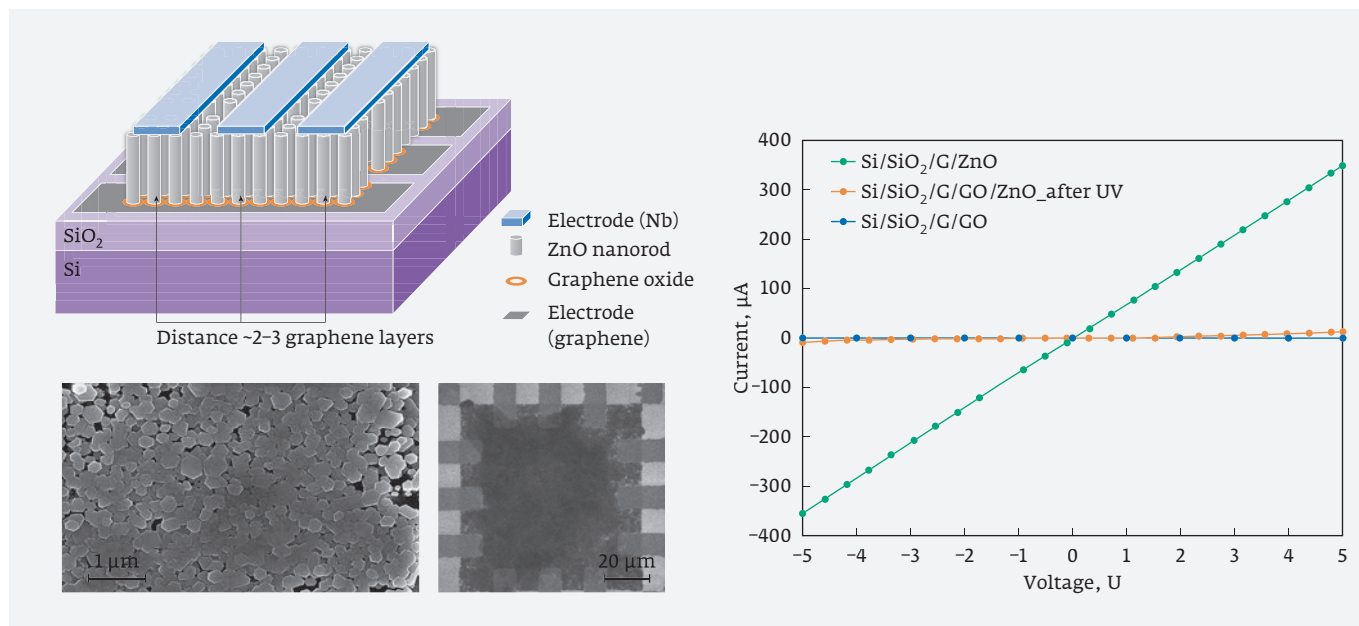 SiO₂
Si
Electrode (Nb)
ZnO nanorod
Graphene oxide
Electrode
(graphene)
Distance ~2–3 graphene layers
1 µm
20 µm
Si/SiO₂/G/ZnO
Si/SiO₂/G/GO/ZnO_after UV
Si/SiO₂/G/GO
Current, µA
400
300
200
100
0
−100
−200
−300
−400
−5 −4 −3 −2 −1 0 1 2 3 4 5
Voltage, U